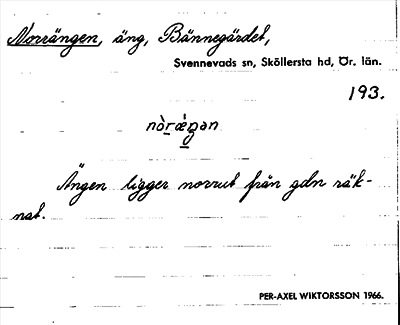 Norrängen, äng, Bännegärdet,
Svennevads sn, Sköllersta hd, Ör. län.
193.
Ängen ligger norrut från gdn räk-
nat.
PER-AXEL WIKTORSSON 1966.